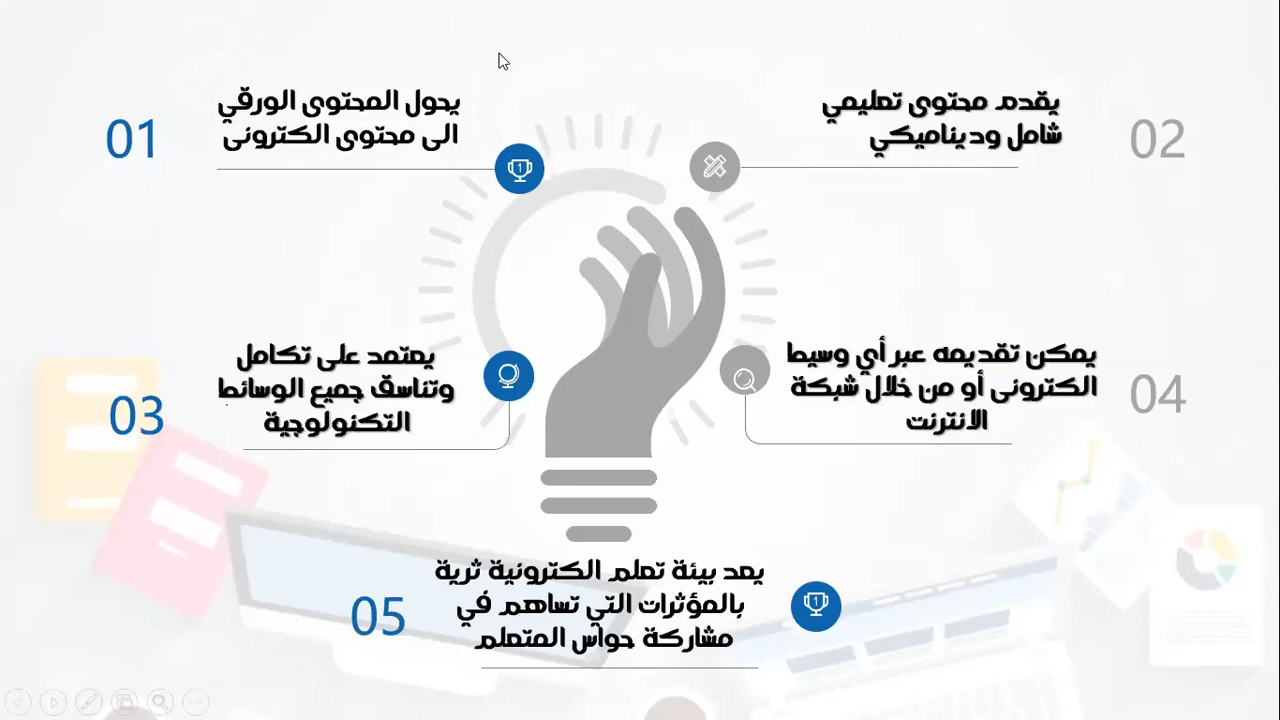 01
يحول المحتوى الورقي
الى محتوى الكترونى
02
يقدم محتوى تعليمي
شامل وديناميكي
03
يعتمد على تكامل
وتناسق جميع الوسائط
التكنولوجية
04
يمكن تقديمه عبر أي وسيط
الكترونى أو من خلال شبكة
الانترنت
05
يعد بيئة تعلم الكترونية ثرية
بالمؤثرات التي تساهم في
مشاركة حواس المتعلم